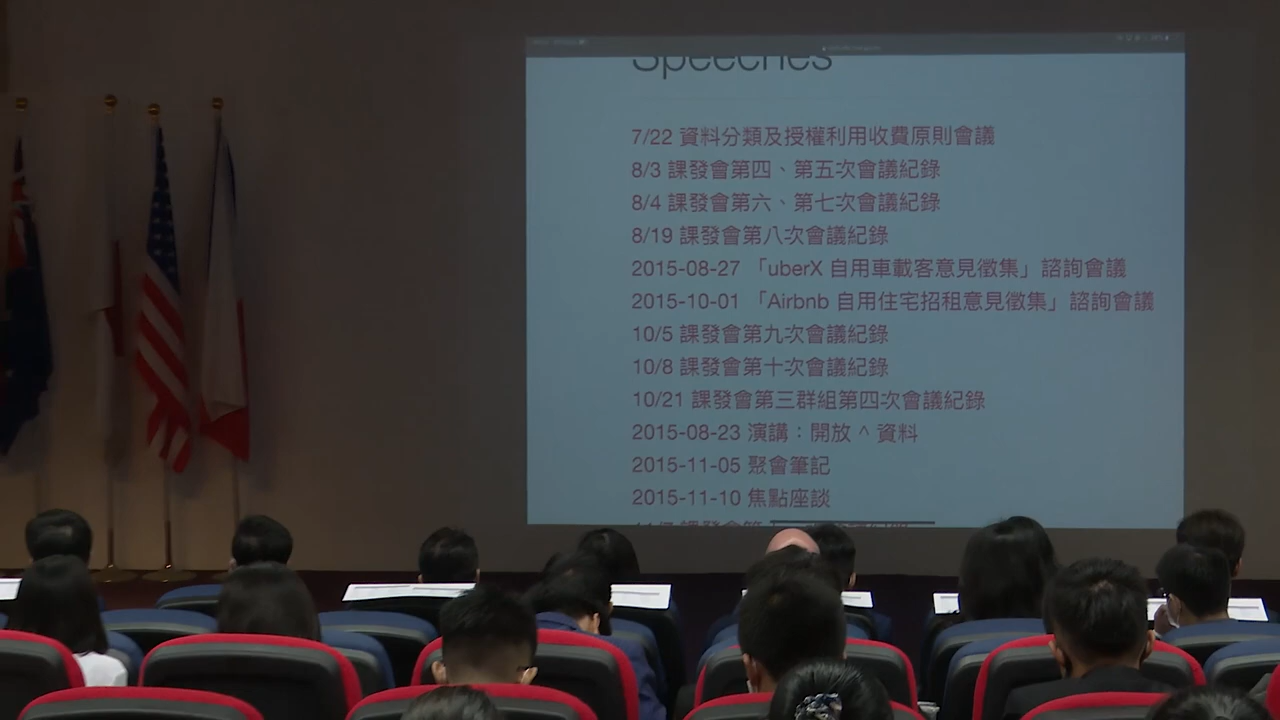 Speeches
7/22 資料分類及授權利用收費原則會議
8/3 課發會第四、第五次會議紀錄
8/4 課發會第六、第七次會議紀錄
8/19 課發會第八次會議紀錄
2015-08-27 「uberX 自用車載客意見徵集」諮詢會議
2015-10-01 「Airbnb 自用住宅招租意見徵集」諮詢會議
10/5 課發會第九次會議紀錄
10/8 課發會第十次會議紀錄
10/21 課發會第三群組第四次會議紀錄
2015-08-23 演講：開放 ^ 資料
2015-11-05 聚會筆記
2015-11-10 焦點座談